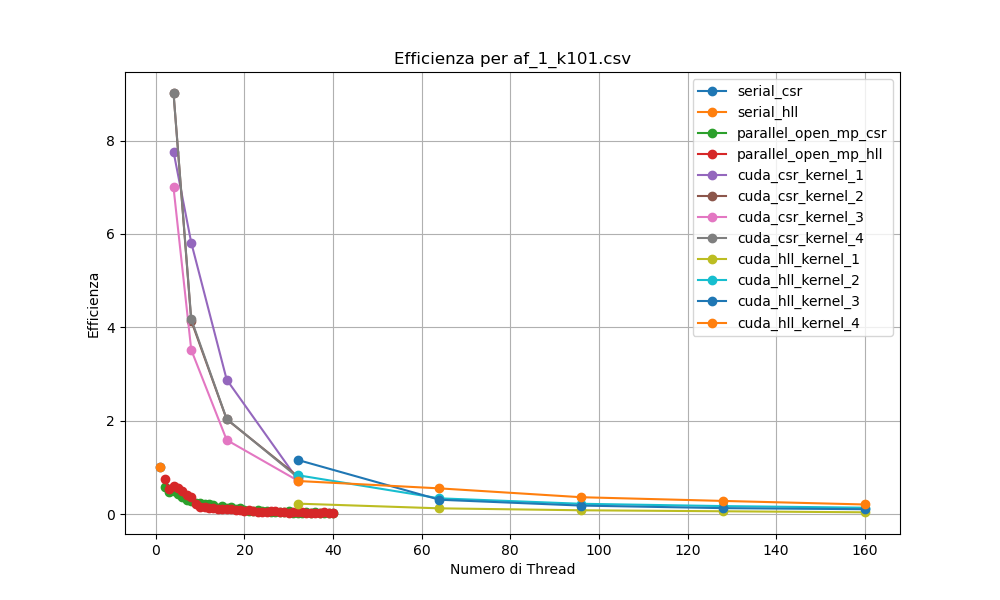 Efficienza per af_1_k101.csv
serial_csr
serial_hll
parallel_open_mp_csr
parallel_open_mp_hll
cuda_csr_kernel_1
cuda_csr_kernel_2
cuda_csr_kernel_3
cuda_csr_kernel_4
cuda_hll_kernel_1
cuda_hll_kernel_2
cuda_hll_kernel_3
cuda_hll_kernel_4
Efficienza
8
6
4
2
0
0 20 40 60 80 100 120 140 160
Numero di Thread